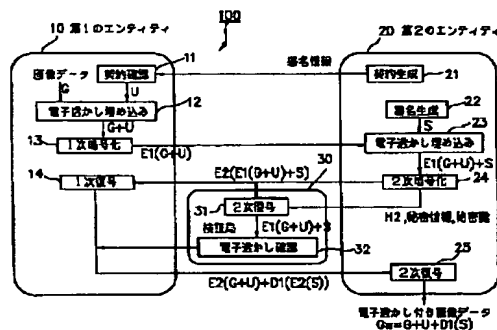 100
10 第1のエンティティ
20 第2のエンティティ
画像データ
G
11
契約確認
U
署名情報
契約生成
21
12
電子透かし埋め込み
G+U
22
署名生成
S
23
電子透かし埋め込み
13
1次暗号化
E1(G+U)
E1(G+U)+S
14
1次復号
E2(E1(G+U)+S)
2次暗号化
24
30
31
2次復号
H2,秘密情報,秘密鍵
検証局
E1(G+U)+S
電子透かし確認
32
25
2次復号
E2(G+U)+D1(E2(S))
電子透かし付き画像データ
Gw=G+U+D1(S)